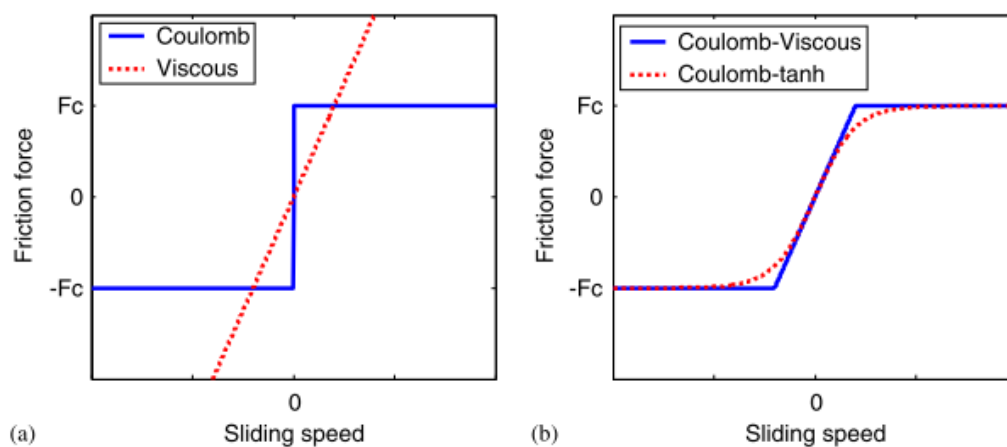 Coulomb
Viscous
Friction force
Fc
0
-Fc
0
(a)
Sliding speed
Coulomb-Viscous
Coulomb-tanh
Friction force
Fc
0
-Fc
0
(b)
Sliding speed